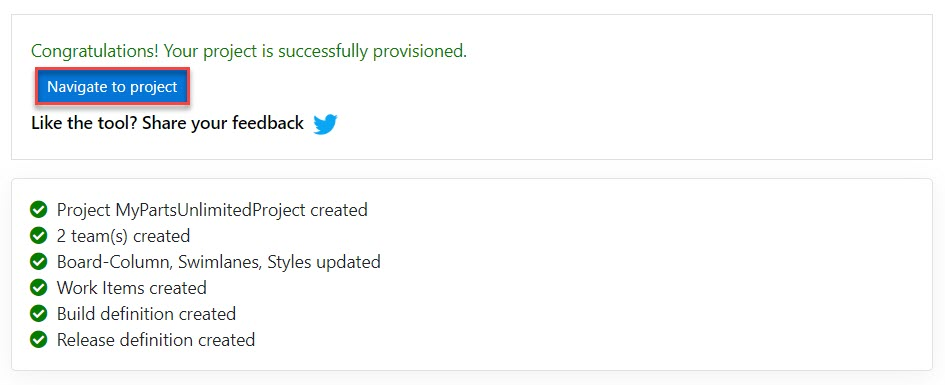 Congratulations! Your project is successfully provisioned.
Navigate to project
Like the tool? Share your feedback
Project MyPartsUnlimitedProject created
2 team(s) created
Board-Column, Swimlanes, Styles updated
Work Items created
Build definition created
Release definition created